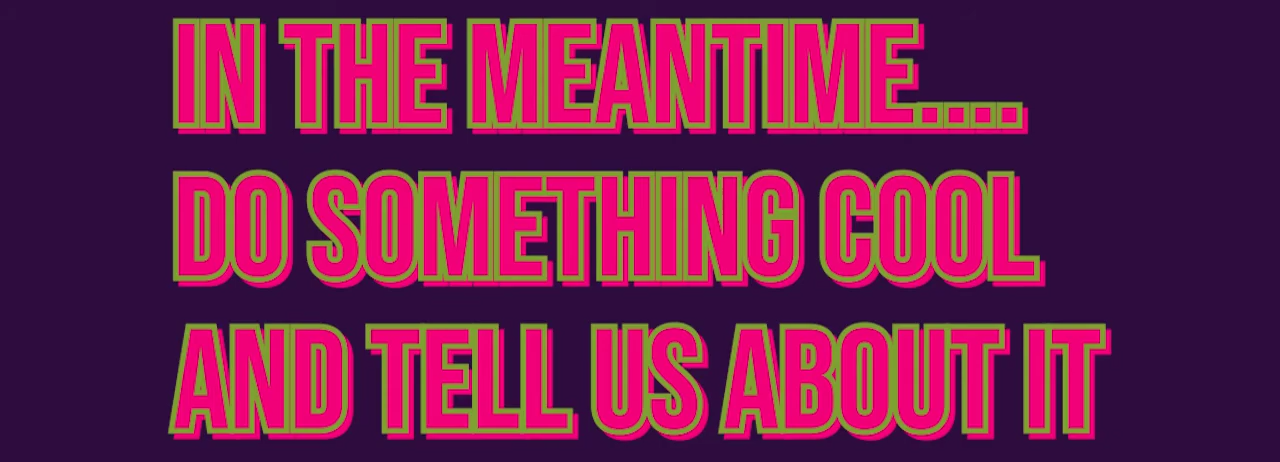 IN THE MEANTIME....
DO SOMETHING COOL
AND TELL US ABOUT IT